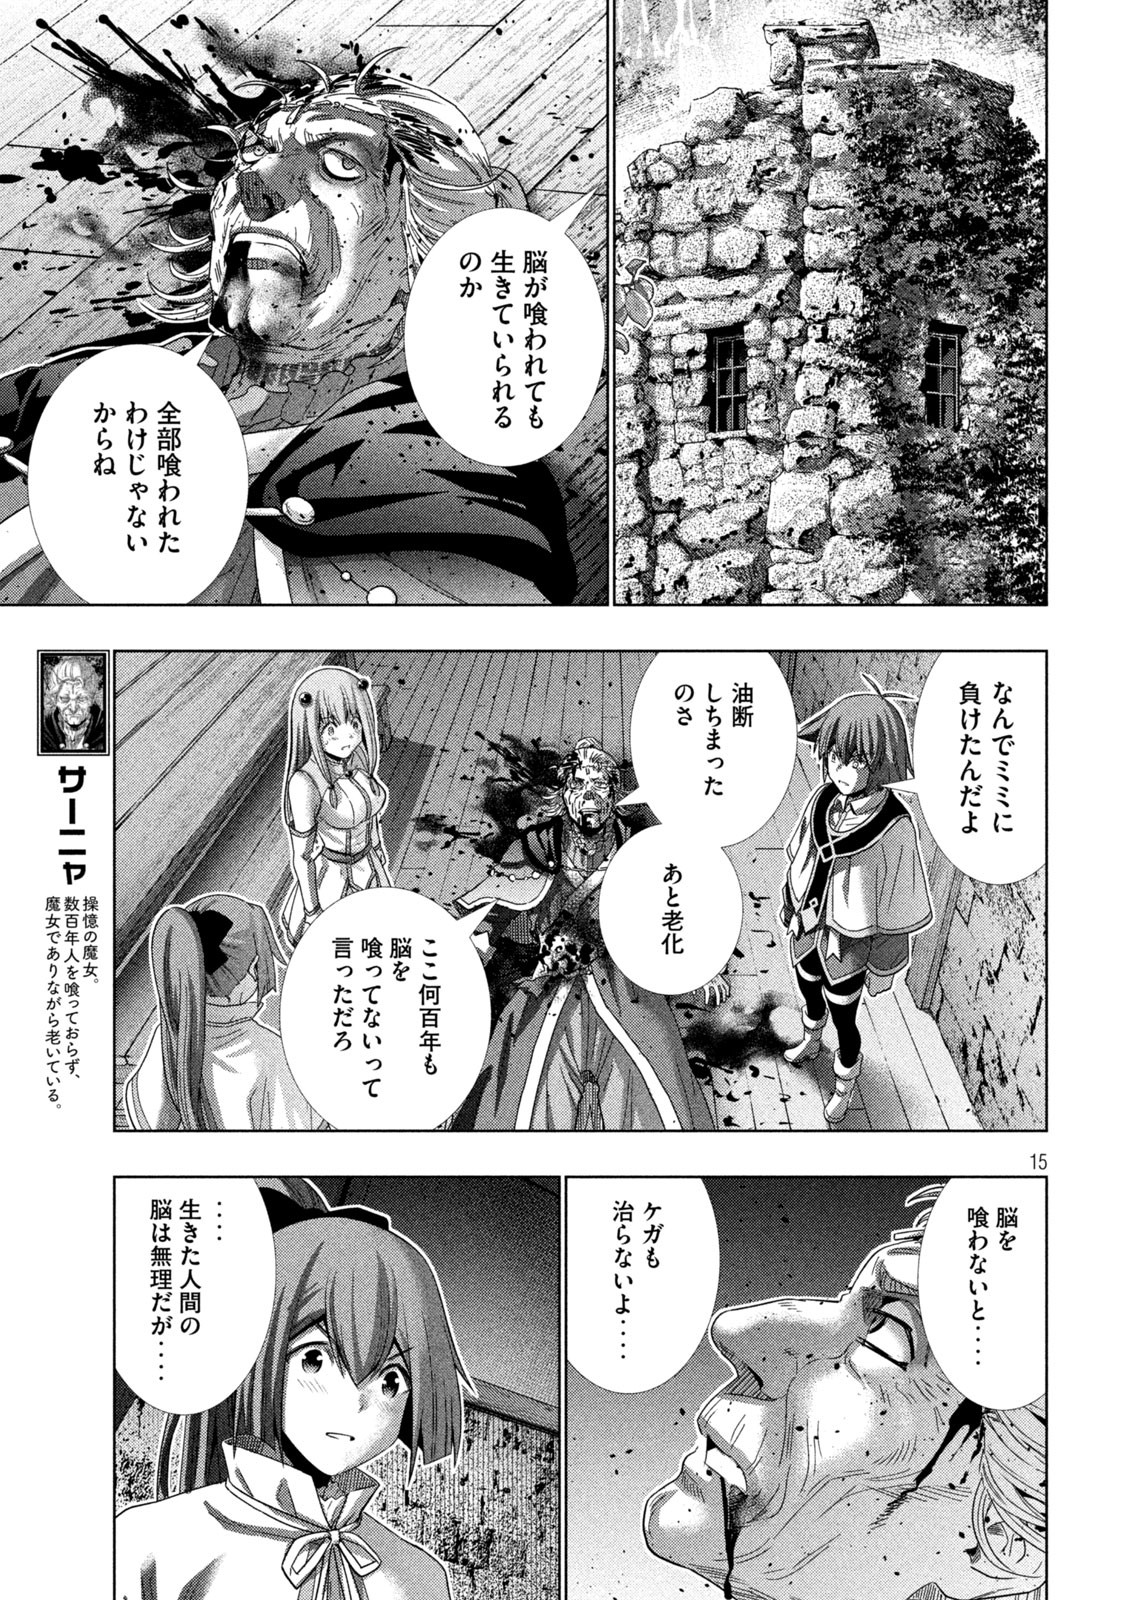 脳が喰われても
生きていられる
のか
全部喰われた
わけじゃない
からね
なんでミミに
負けたんだよ
油断
しちまった
のさ
あと老化
ここ何百年も
脳を
喰ってないって
言っただろ
サーニャ
操憶の魔女。
数百年人を喰っておらず、
魔女でありながら老いている。
15
脳を
喰わないと‥‥
ケガも
治らないよ‥‥
‥‥
生きた人間の
脳は無理だが‥‥